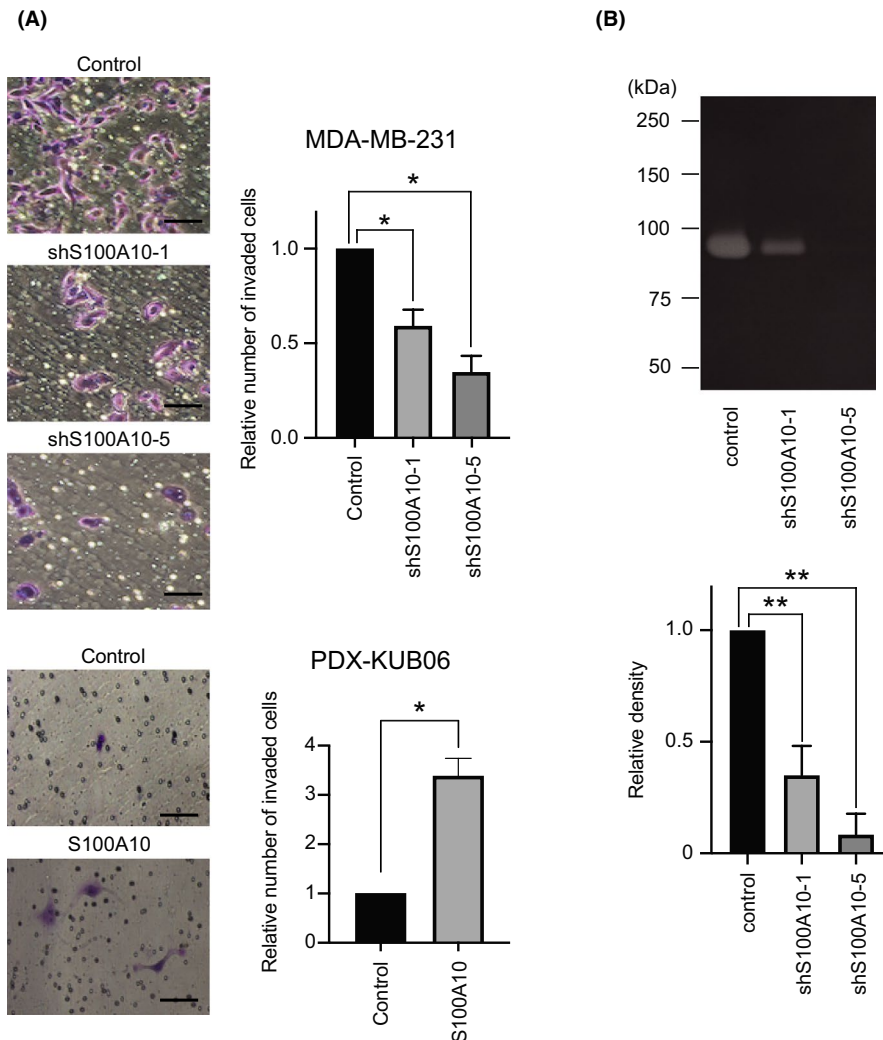 (A)
Control
shS100A10-1
shS100A10-5
MDA-MB-231
Relative number of invaded cells
1.0
0.5
0.0
*
*
Control
shS100A10-1
shS100A10-5
Control
S100A10
PDX-KUB06
Relative number of invaded cells
4
3
2
1
0
*
Control
S100A10
(B)
(kDa)
250
150
100
75
50
control
shS100A10-1
shS100A10-5
Relative density
1.0
0.5
0
**
**
control
shS100A10-1
shS100A10-5